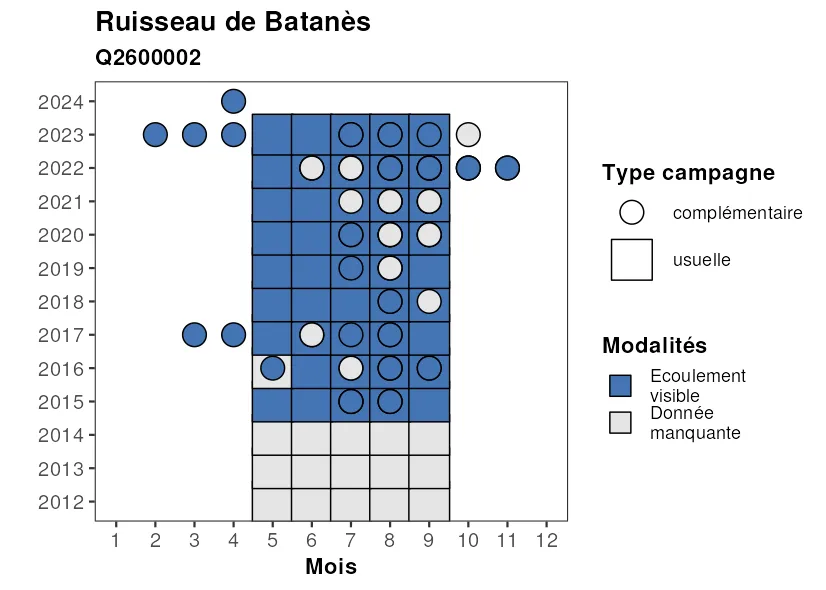 Ruisseau de Batanès
Q2600002
2024
2023
2022
2021
2020
2019
2018
2017
2016
2015
2014
2013
2012
1 2 3 4 5 6 7 8 9 10 11 12
Mois
Type campagne
complémentaire
usuelle
Modalités
Ecoulement
visible
Donnée
manquante